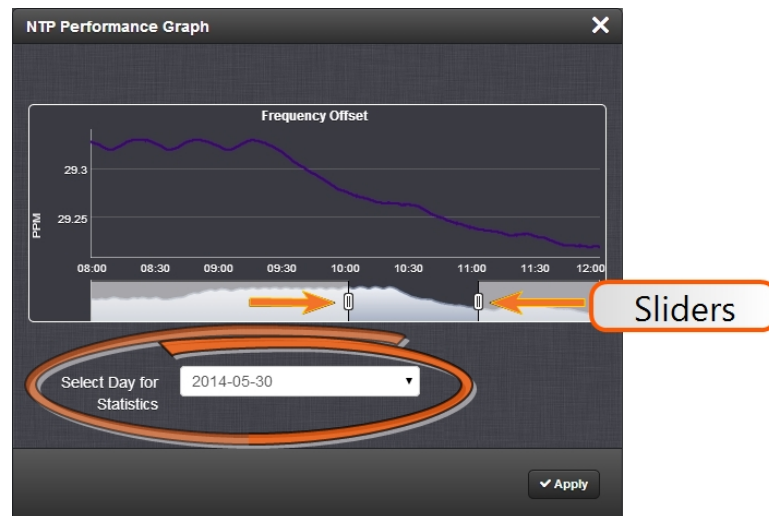 NTP Performance Graph
Frequency Offset
29.3
29.25
PPM
08:00 08:30 09:00 09:30 10:00 10:30 11:00 11:30 12:00
Sliders
Select Day for
Statistics
2014-05-30
Apply